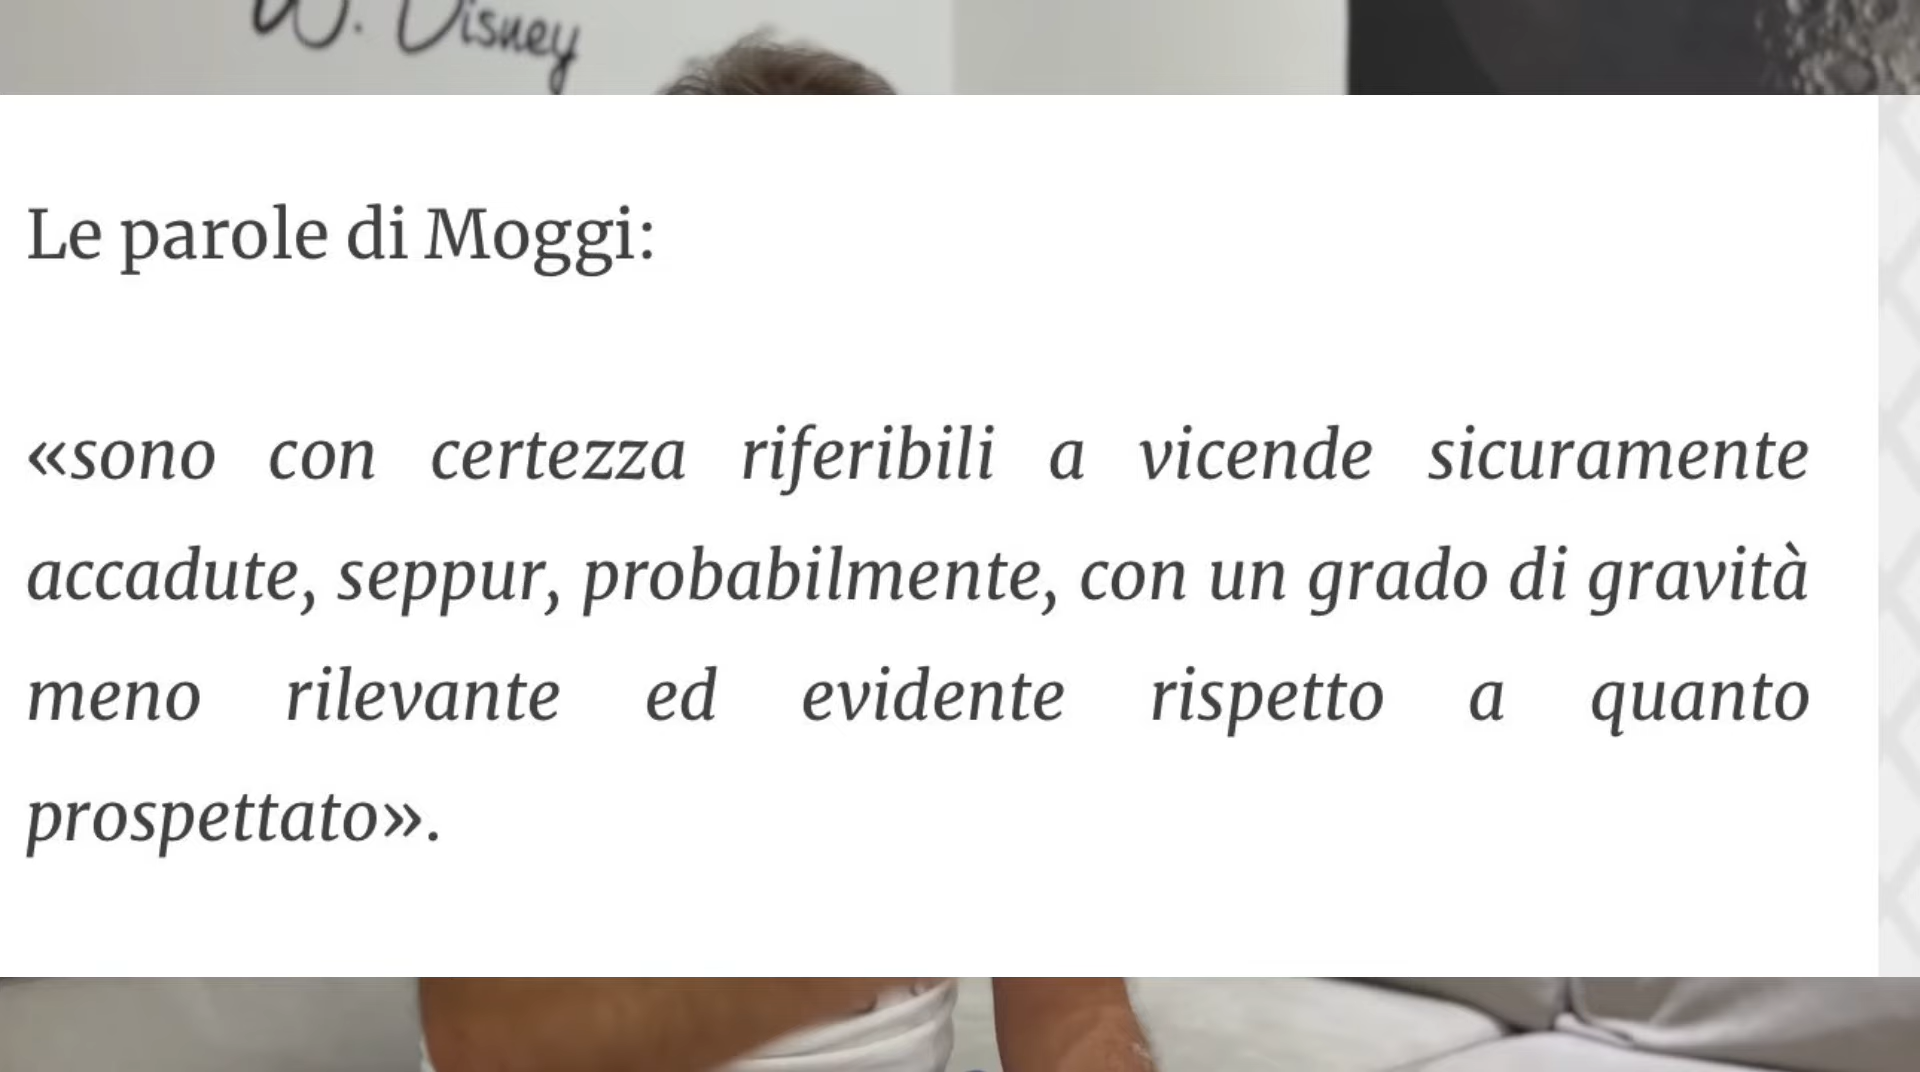 W. Disney
Le parole di Moggi:
«sono con certezza riferibili a vicende sicuramente
accadute, seppur, probabilmente, con un grado di gravità
meno rilevante ed evidente rispetto a quanto
prospettato».